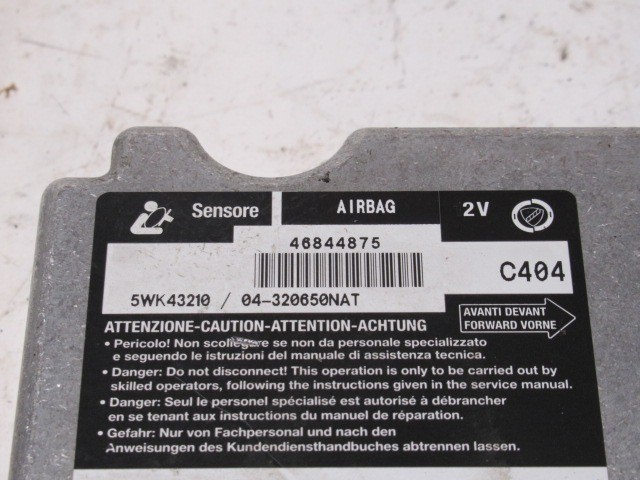 Sensore AIRBAG 2V
46844875
C404
5WK43210 / 04-320650NAT
AVANTI DEVANT
FORWARD VORNE
ATTENZIONE-CAUTION-ATTENTION-ACHTUNG
• Pericolo! Non scollegare se non da personale specializzato
e seguendo le istruzioni del manuale di assistenza tecnica.
• Danger: Do not disconnect! This operation is only to be carried out by
skilled operators, following the instructions given in the service manual.
• Danger: Seul le personel spécialisé est autorisé à débrancher
en se tenant aux instructions du manuel de réparation.
• Gefahr: Nur von Fachpersonal und nach den
Anweisungen des Kundendiensthandbuches abtrennen lassen.